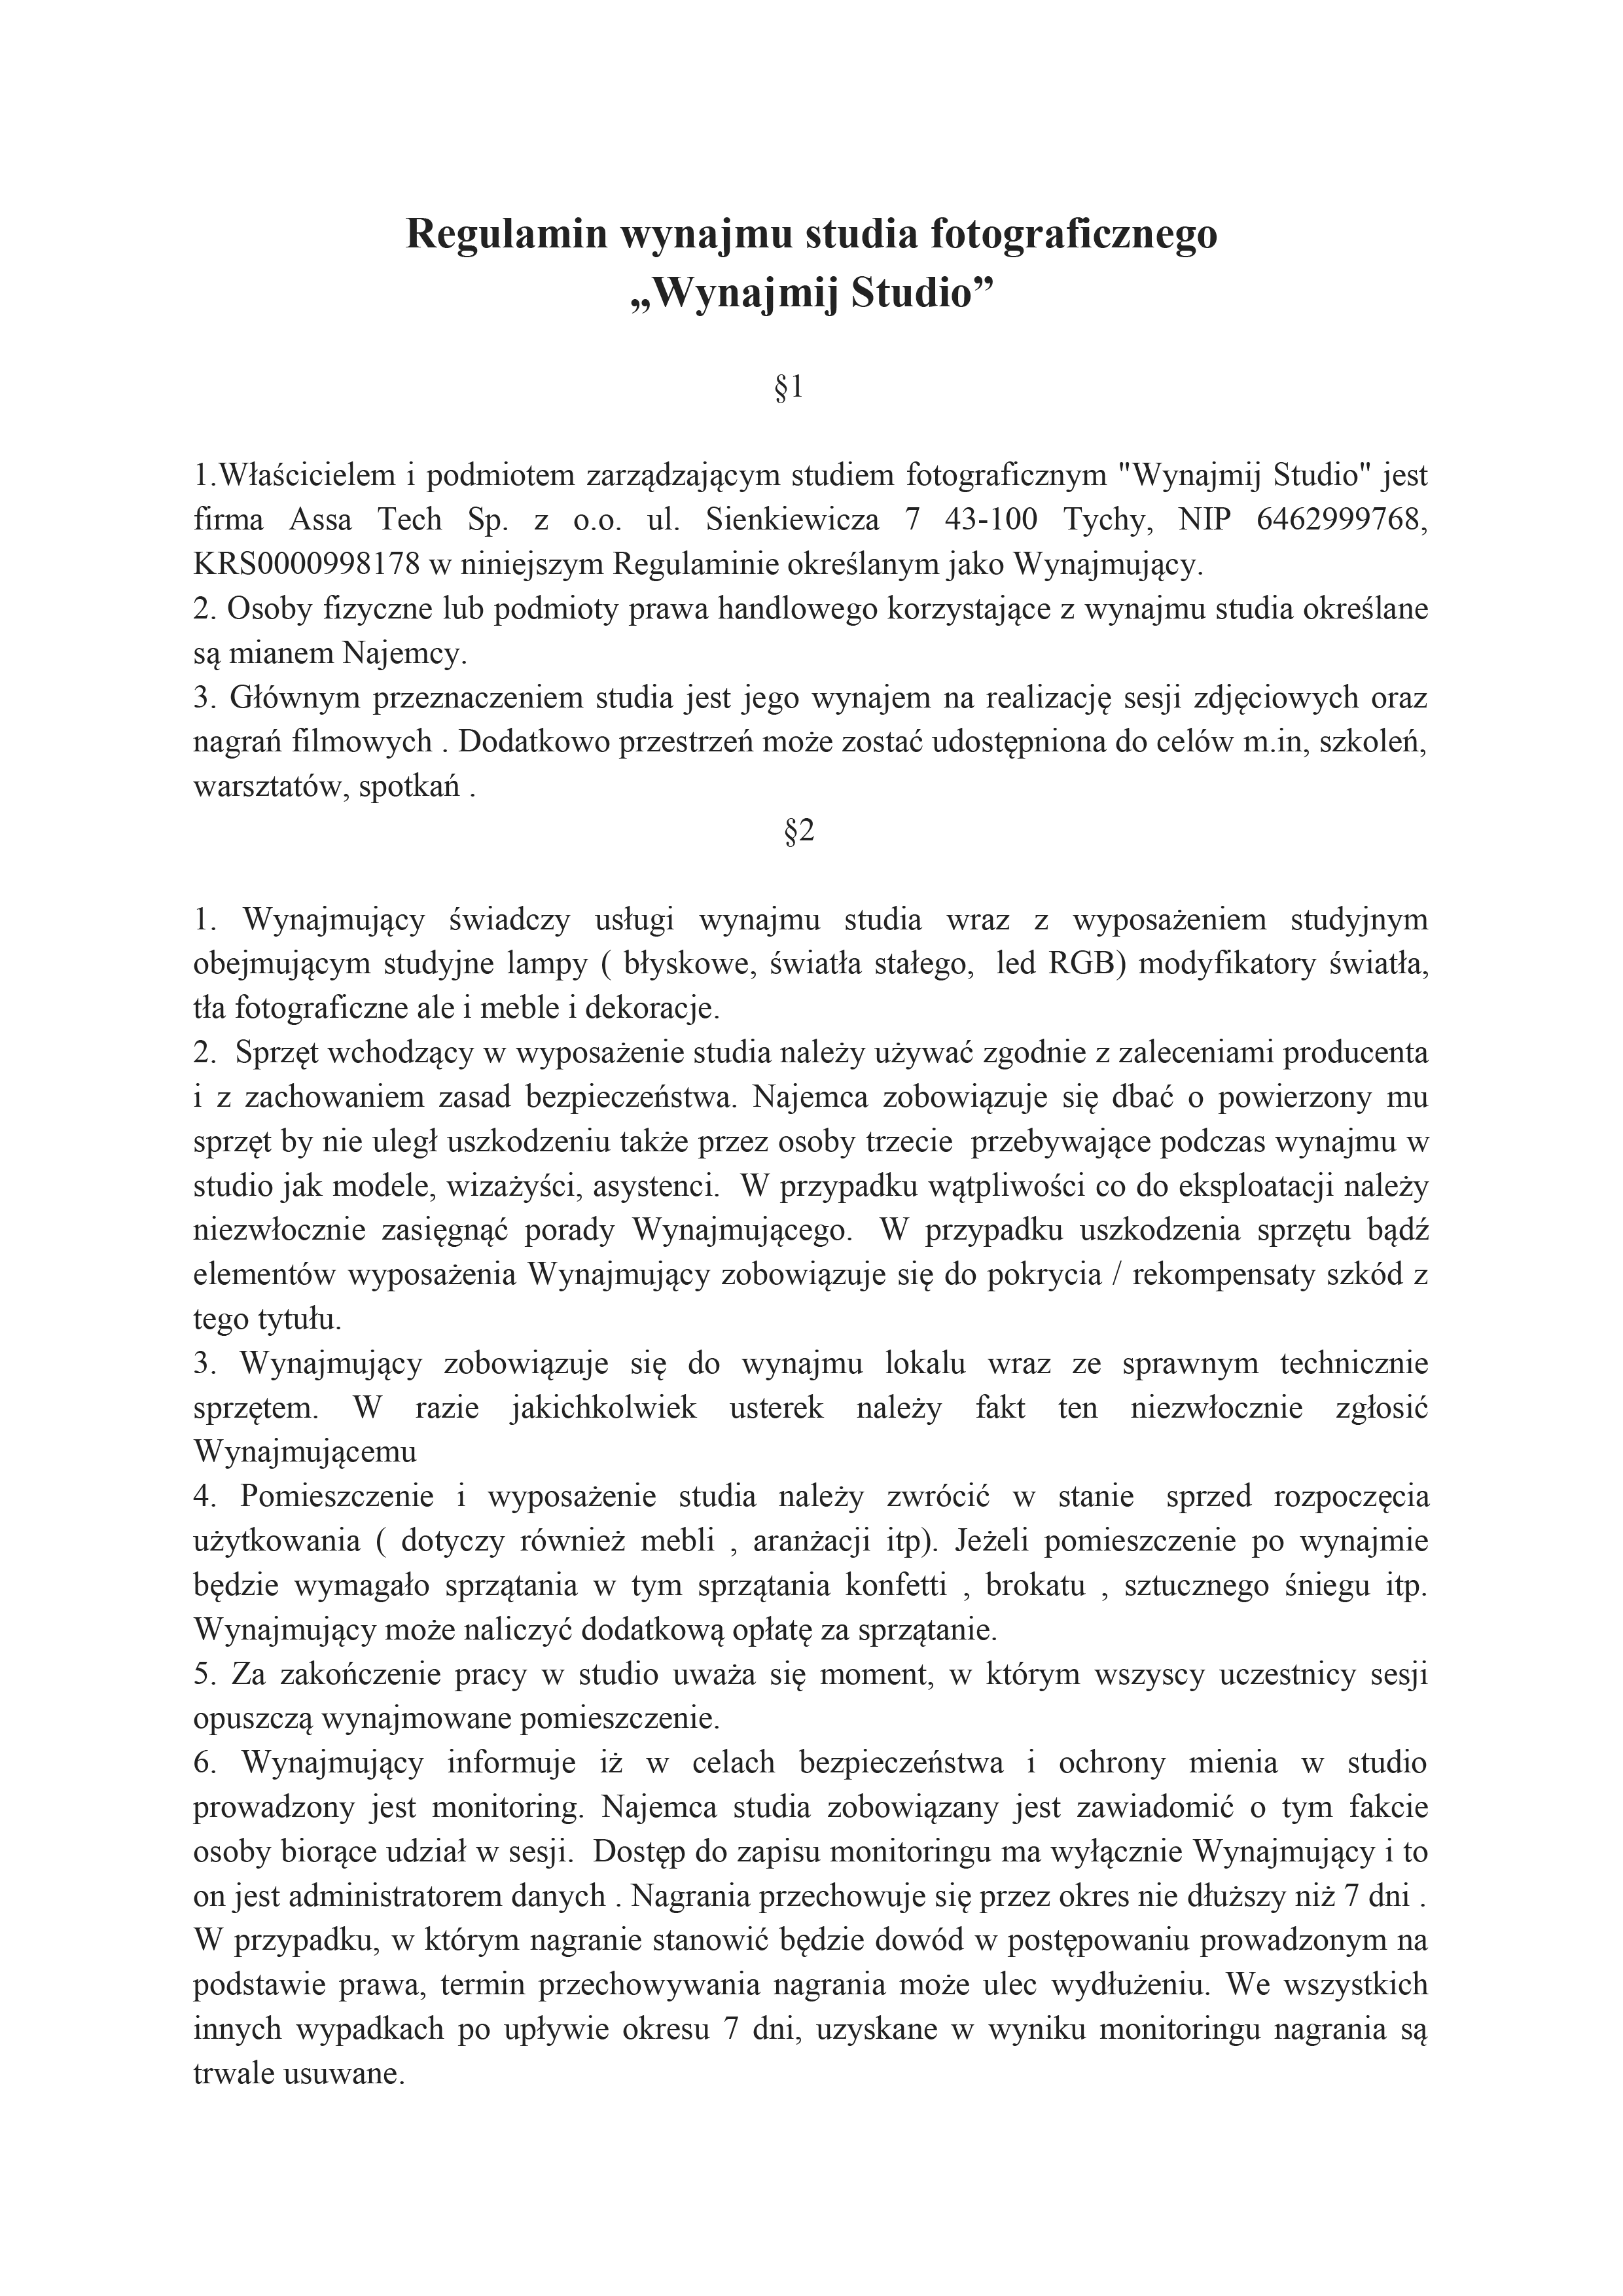 Regulamin wynajmu studia fotograficznego
„Wynajmij Studio”
§1
1.Właścicielem i podmiotem zarządzającym studiem fotograficznym "Wynajmij Studio" jest
firma Assa Tech Sp. z o.o. ul. Sienkiewicza 7 43-100 Tychy, NIP 6462999768,
KRS0000998178 w niniejszym Regulaminie określanym jako Wynajmujący.
2. Osoby fizyczne lub podmioty prawa handlowego korzystające z wynajmu studia określane
są mianem Najemcy.
3. Głównym przeznaczeniem studia jest jego wynajem na realizację sesji zdjęciowych oraz
nagrań filmowych . Dodatkowo przestrzeń może zostać udostępniona do celów m.in, szkoleń,
warsztatów, spotkań .
§2
1. Wynajmujący świadczy usługi wynajmu studia wraz z wyposażeniem studyjnym
obejmującym studyjne lampy ( błyskowe, światła stałego, led RGB) modyfikatory światła,
tła fotograficzne ale i meble i dekoracje.
2. Sprzęt wchodzący w wyposażenie studia należy używać zgodnie z zaleceniami producenta
i z zachowaniem zasad bezpieczeństwa. Najemca zobowiązuje się dbać o powierzony mu
sprzęt by nie uległ uszkodzeniu także przez osoby trzecie przebywające podczas wynajmu w
studio jak modele, wizażyści, asystenci. W przypadku wątpliwości co do eksploatacji należy
niezwłocznie zasięgnąć porady Wynajmującego. W przypadku uszkodzenia sprzętu bądź
elementów wyposażenia Wynajmujący zobowiązuje się do pokrycia / rekompensaty szkód z
tego tytułu.
3. Wynajmujący zobowiązuje się do wynajmu lokalu wraz ze sprawnym technicznie
sprzętem. W razie jakichkolwiek usterek należy fakt ten niezwłocznie zgłosić
Wynajmującemu
4. Pomieszczenie i wyposażenie studia należy zwrócić w stanie sprzed rozpoczęcia
użytkowania ( dotyczy również mebli , aranżacji itp). Jeżeli pomieszczenie po wynajmie
będzie wymagało sprzątania w tym sprzątania konfetti , brokatu , sztucznego śniegu itp.
Wynajmujący może naliczyć dodatkową opłatę za sprzątanie.
5. Za zakończenie pracy w studio uważa się moment, w którym wszyscy uczestnicy sesji
opuszczą wynajmowane pomieszczenie.
6. Wynajmujący informuje iż w celach bezpieczeństwa i ochrony mienia w studio
prowadzony jest monitoring. Najemca studia zobowiązany jest zawiadomić o tym fakcie
osoby biorące udział w sesji. Dostęp do zapisu monitoringu ma wyłącznie Wynajmujący i to
on jest administratorem danych . Nagrania przechowuje się przez okres nie dłuższy niż 7 dni .
W przypadku, w którym nagranie stanowić będzie dowód w postępowaniu prowadzonym na
podstawie prawa, termin przechowywania nagrania może ulec wydłużeniu. We wszystkich
innych wypadkach po upływie okresu 7 dni, uzyskane w wyniku monitoringu nagrania są
trwale usuwane.